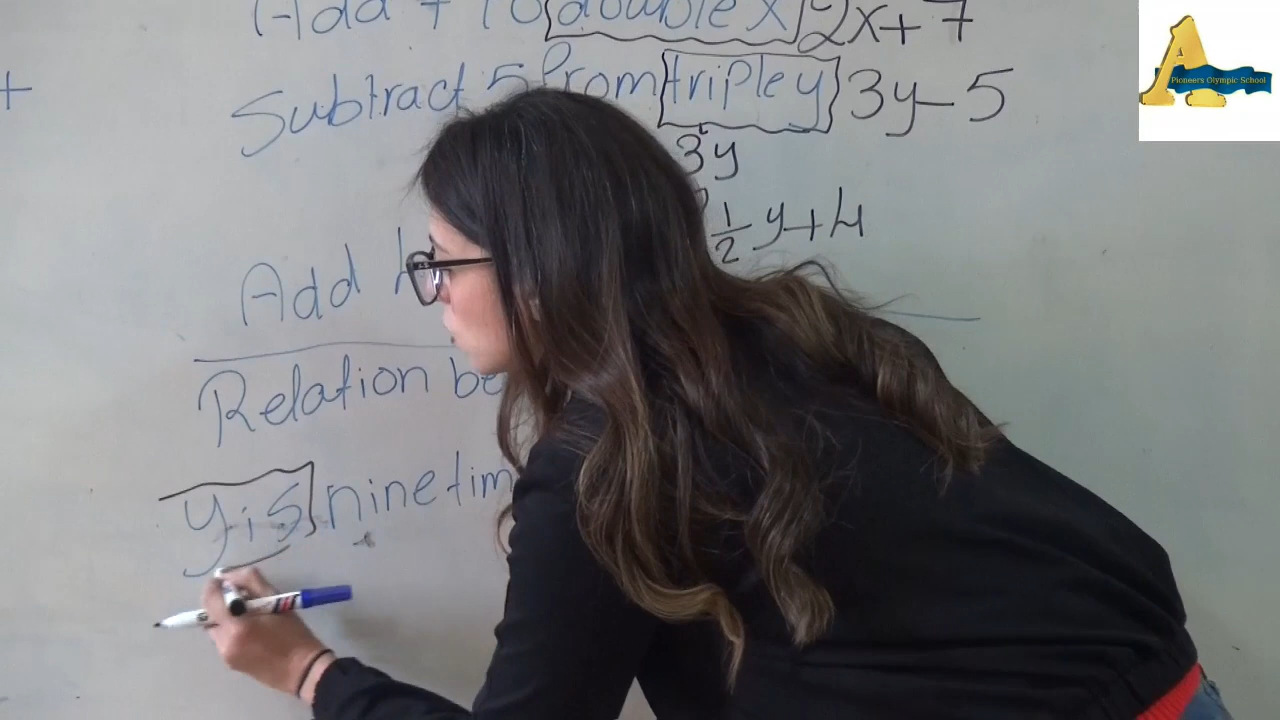 Add 7 To double x 2x+ 7
Subtract 5 from triple y 3y-5
+
3y
1/2 y+4
Add
Relation be
y is nine tim
A
Pioneers Olympic School